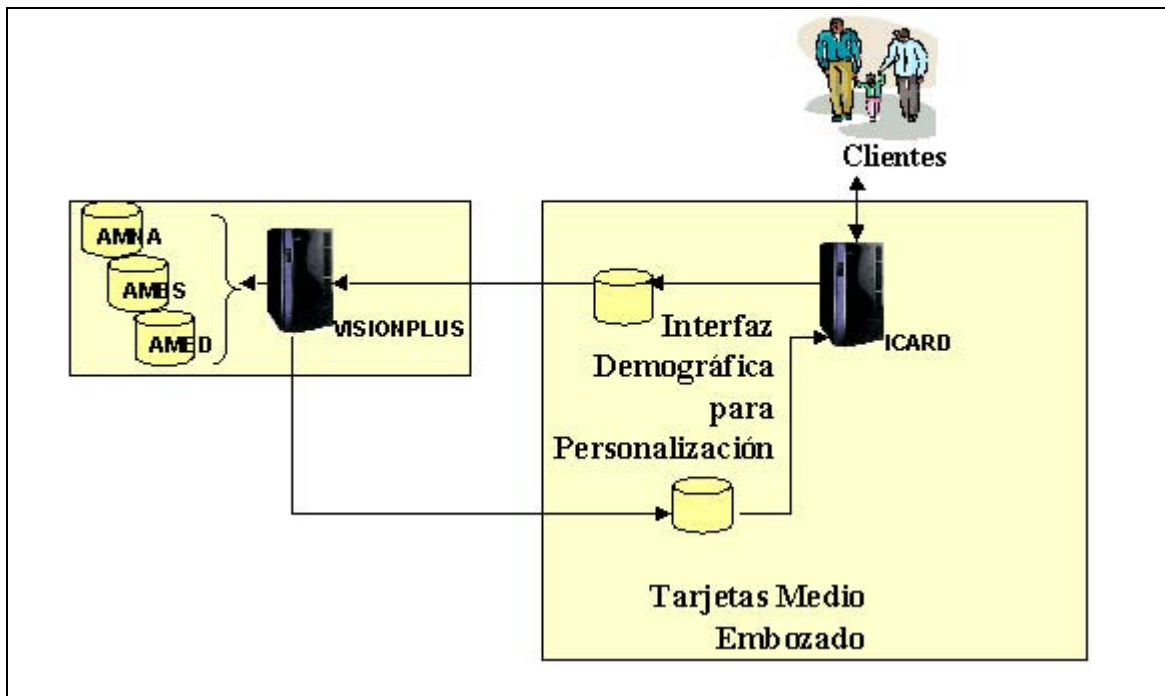 Clientes
AMNA
AMBS
AMED
VISIONPLUS
ICARD
Interfaz
Demográfica
para
Personalización
Tarjetas Medio
Embozado